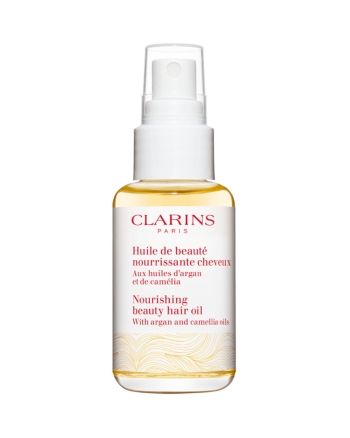 CLARINS
PARIS
Huile de beauté
nourrissante cheveux
Aux huiles d'argan
et de camélia
Nourishing
beauty hair oil
With argan and camellia oils